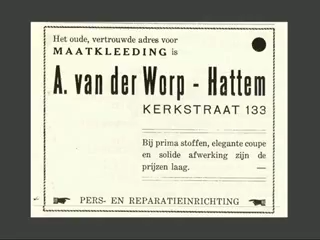 Het oude, vertrouwde adres voor
MAATKLEEDING is
A. van der Worp - Hattem
KERKSTRAAT 133
Bij prima stoffen, elegante coupe
en solide afwerking zijn de
prijzen laag. —
PERS- EN REPARATIEINRICHTING